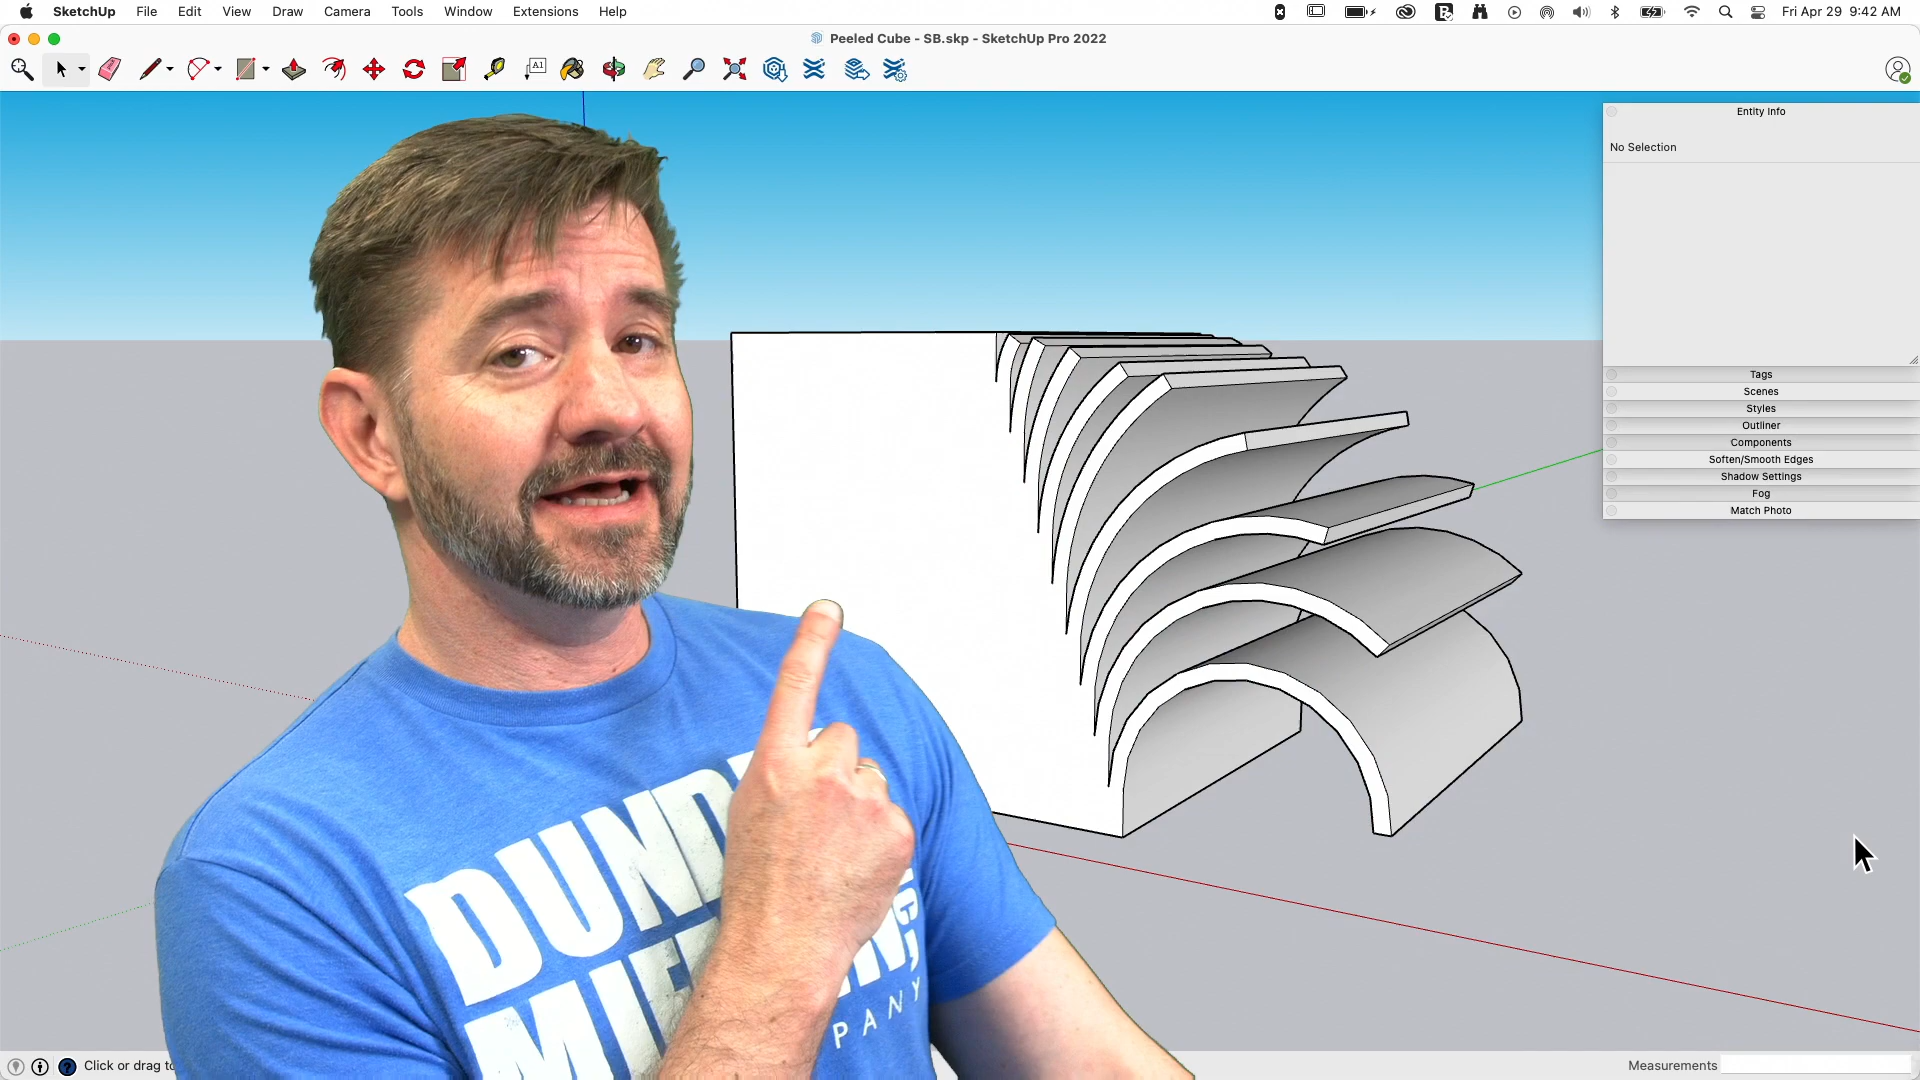 SketchUp File Edit View Draw Camera Tools Window Extensions Help Fri Apr 29 9:42 AM
Peeled Cube - SB.skp - SketchUp Pro 2022
A1
Entity Info
No Selection
Tags
Scenes
Styles
Outliner
Components
Soften/Smooth Edges
Shadow Settings
Fog
Match Photo
Click or drag to
Measurements